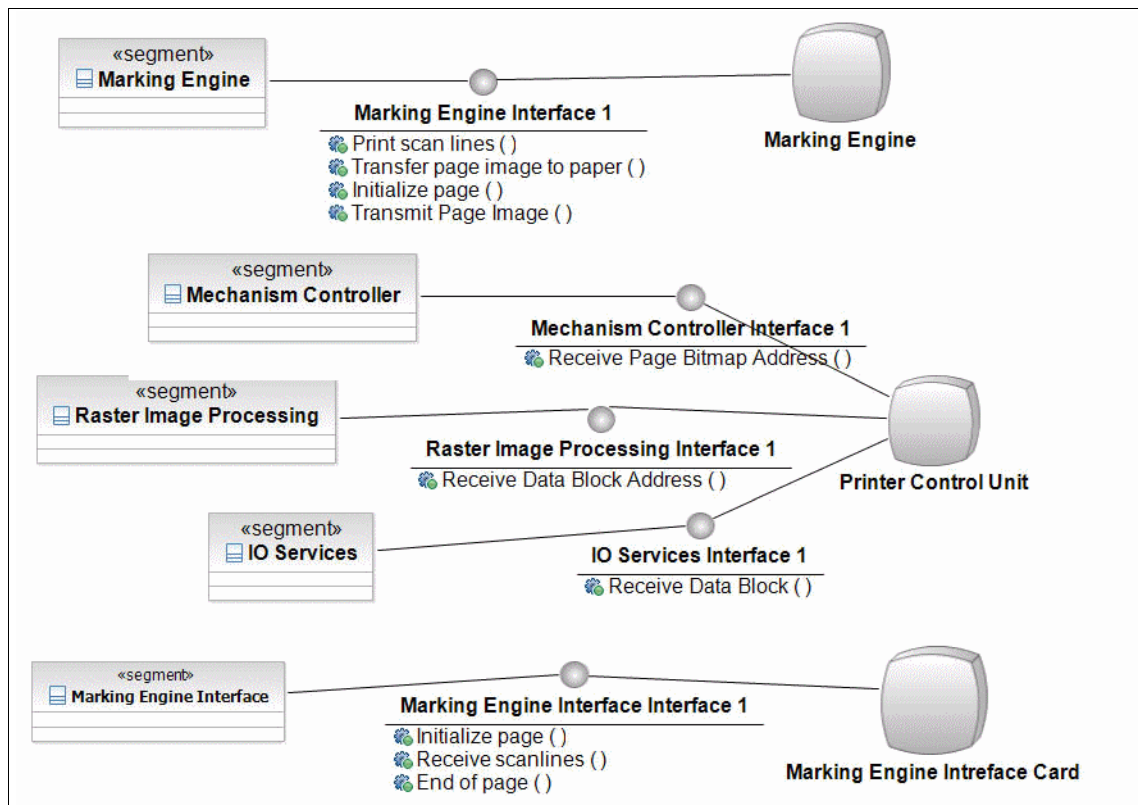 «segment»
Marking Engine
Marking Engine Interface 1
Print scan lines ( )
Transfer page image to paper ( )
Initialize page ( )
Transmit Page Image ( )
Marking Engine
«segment»
Mechanism Controller
Mechanism Controller Interface 1
Receive Page Bitmap Address ( )
«segment»
Raster Image Processing
Raster Image Processing Interface 1
Receive Data Block Address ( )
Printer Control Unit
«segment»
IO Services
IO Services Interface 1
Receive Data Block ( )
«segment»
Marking Engine Interface
Marking Engine Interface Interface 1
Initialize page ( )
Receive scanlines ( )
End of page ( )
Marking Engine Intreface Card